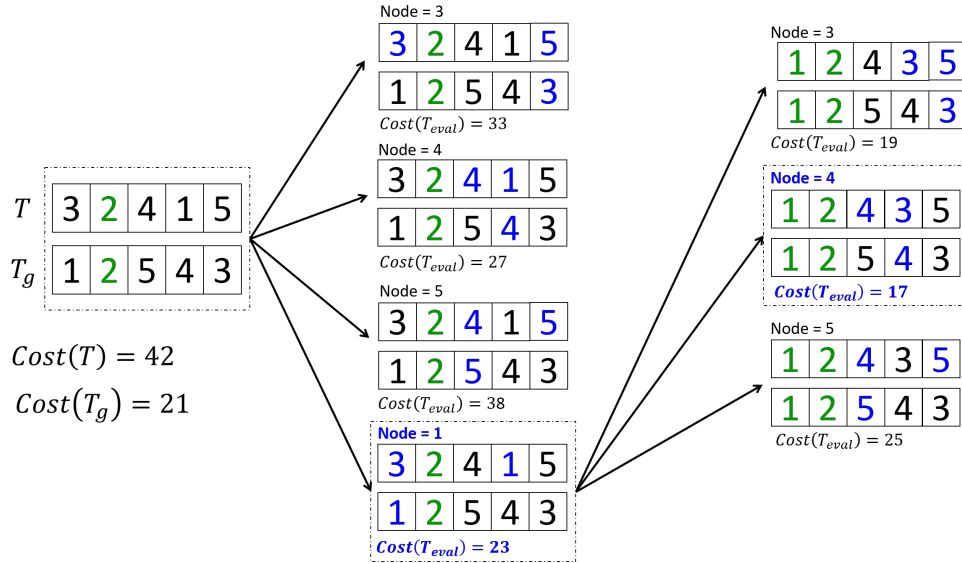 T 3 2 4 1 5
T_g 1 2 5 4 3
Cost(T) = 42
Cost(T_g) = 21
Node = 3
3 2 4 1 5
1 2 5 4 3
Cost(T_eval) = 33
Node = 4
3 2 4 1 5
1 2 5 4 3
Cost(T_eval) = 27
Node = 5
3 2 4 1 5
1 2 5 4 3
Cost(T_eval) = 38
Node = 1
3 2 4 1 5
1 2 5 4 3
Cost(T_eval) = 23
Node = 3
1 2 4 3 5
1 2 5 4 3
Cost(T_eval) = 19
Node = 4
1 2 4 3 5
1 2 5 4 3
Cost(T_eval) = 17
Node = 5
1 2 4 3 5
1 2 5 4 3
Cost(T_eval) = 25